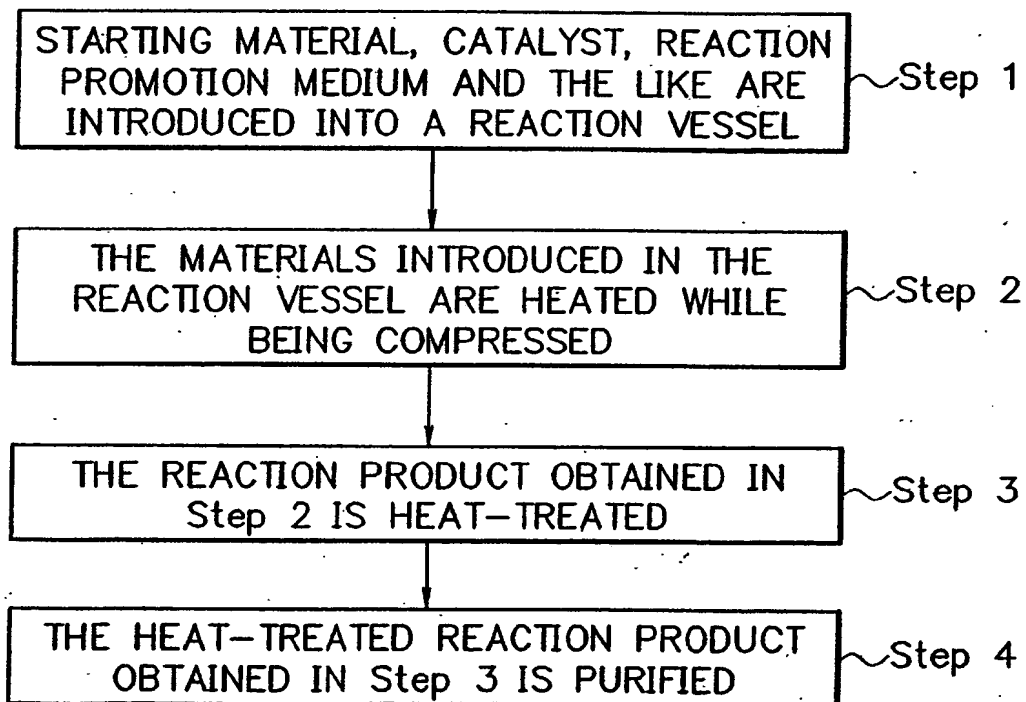 STARTING MATERIAL, CATALYST, REACTION
PROMOTION MEDIUM AND THE LIKE ARE
INTRODUCED INTO A REACTION VESSEL
Step 1
THE MATERIALS INTRODUCED IN THE
REACTION VESSEL ARE HEATED WHILE
BEING COMPRESSED
Step 2
THE REACTION PRODUCT OBTAINED IN
Step 2 IS HEAT-TREATED
Step 3
THE HEAT-TREATED REACTION PRODUCT
OBTAINED IN Step 3 IS PURIFIED
Step 4